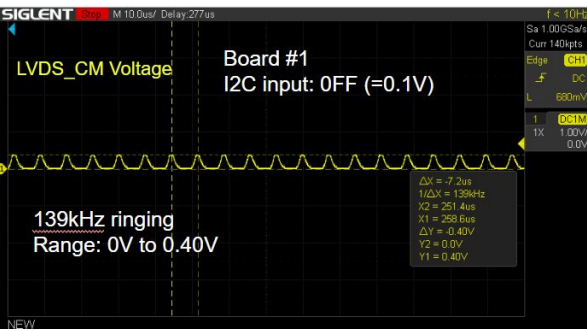 SIGLENT Stop M 10.0us/ Delay:277us f < 10Hz
Sa 1.00GSa/s
Curr 140kpts
Edge CH1
DC
L 680mV
1 DC1M
1X 1.00V/
0.0V
LVDS_CM Voltage
Board #1
I2C input: 0FF (=0.1V)
1
ΔX = -7.2us
1/ΔX = 139kHz
X2 = 251.4us
X1 = 258.6us
ΔY = -0.40V
Y2 = 0.0V
Y1 = 0.40V
139kHz ringing
Range: 0V to 0.40V
NEW